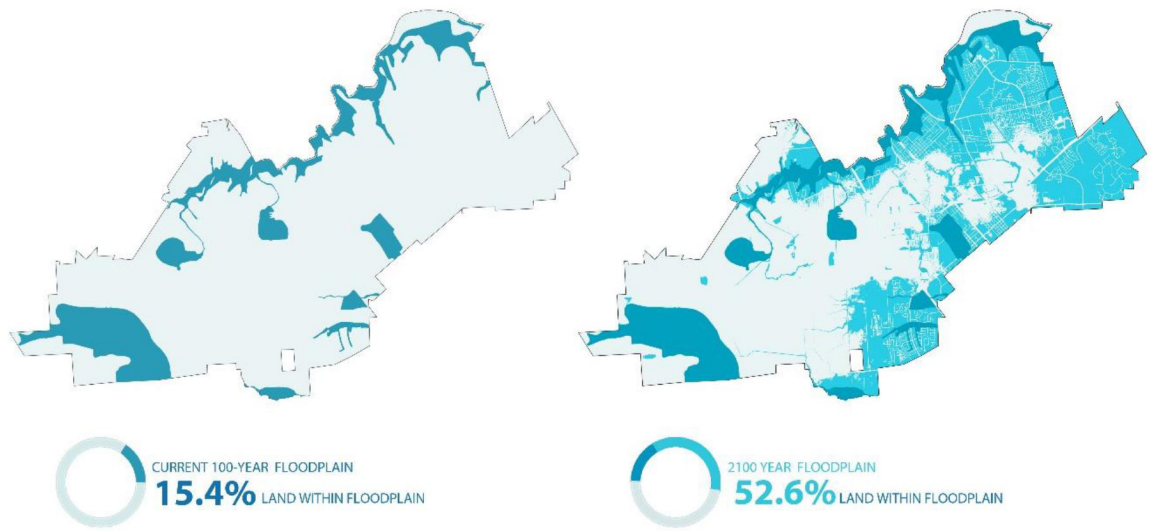 CURRENT 100-YEAR FLOODPLAIN
15.4% LAND WITHIN FLOODPLAIN
2100 YEAR FLOODPLAIN
52.6% LAND WITHIN FLOODPLAIN